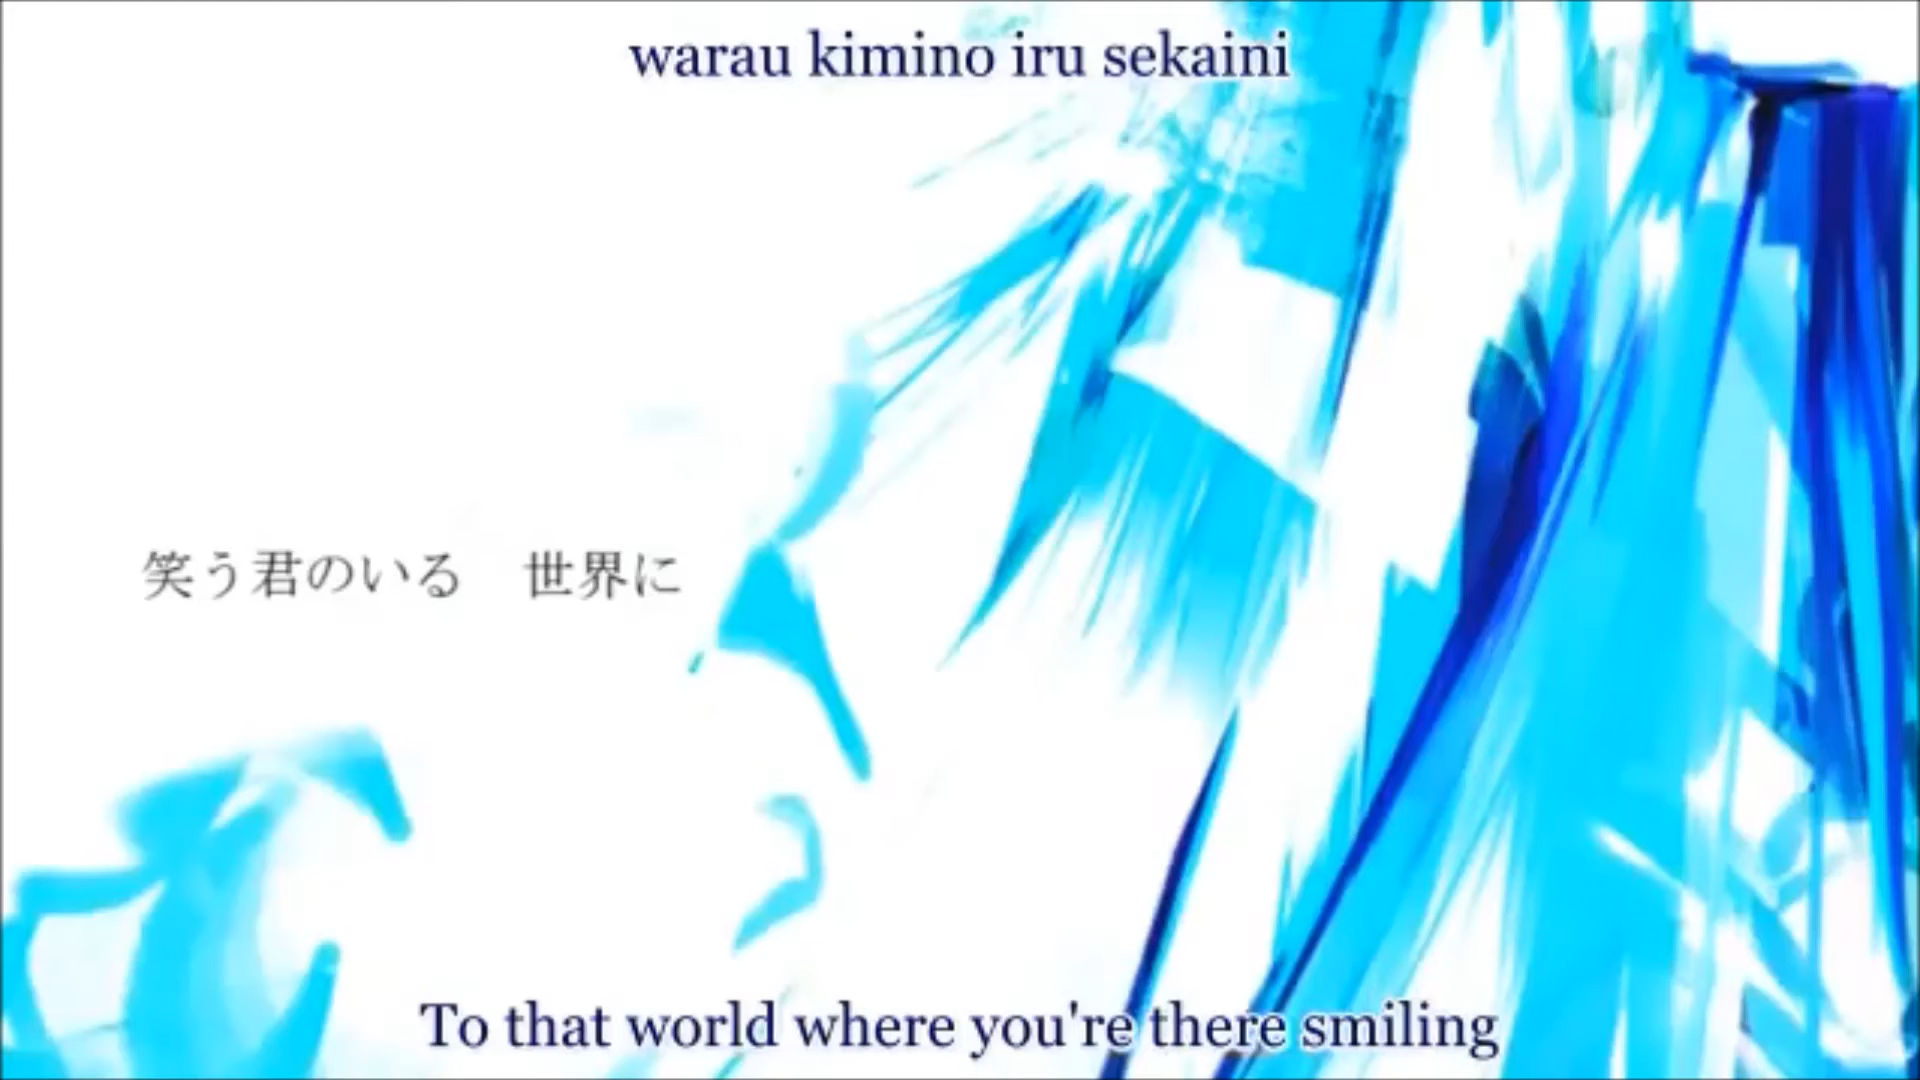 warau kimino iru sekaini
笑う君のいる　世界に
To that world where you're there smiling